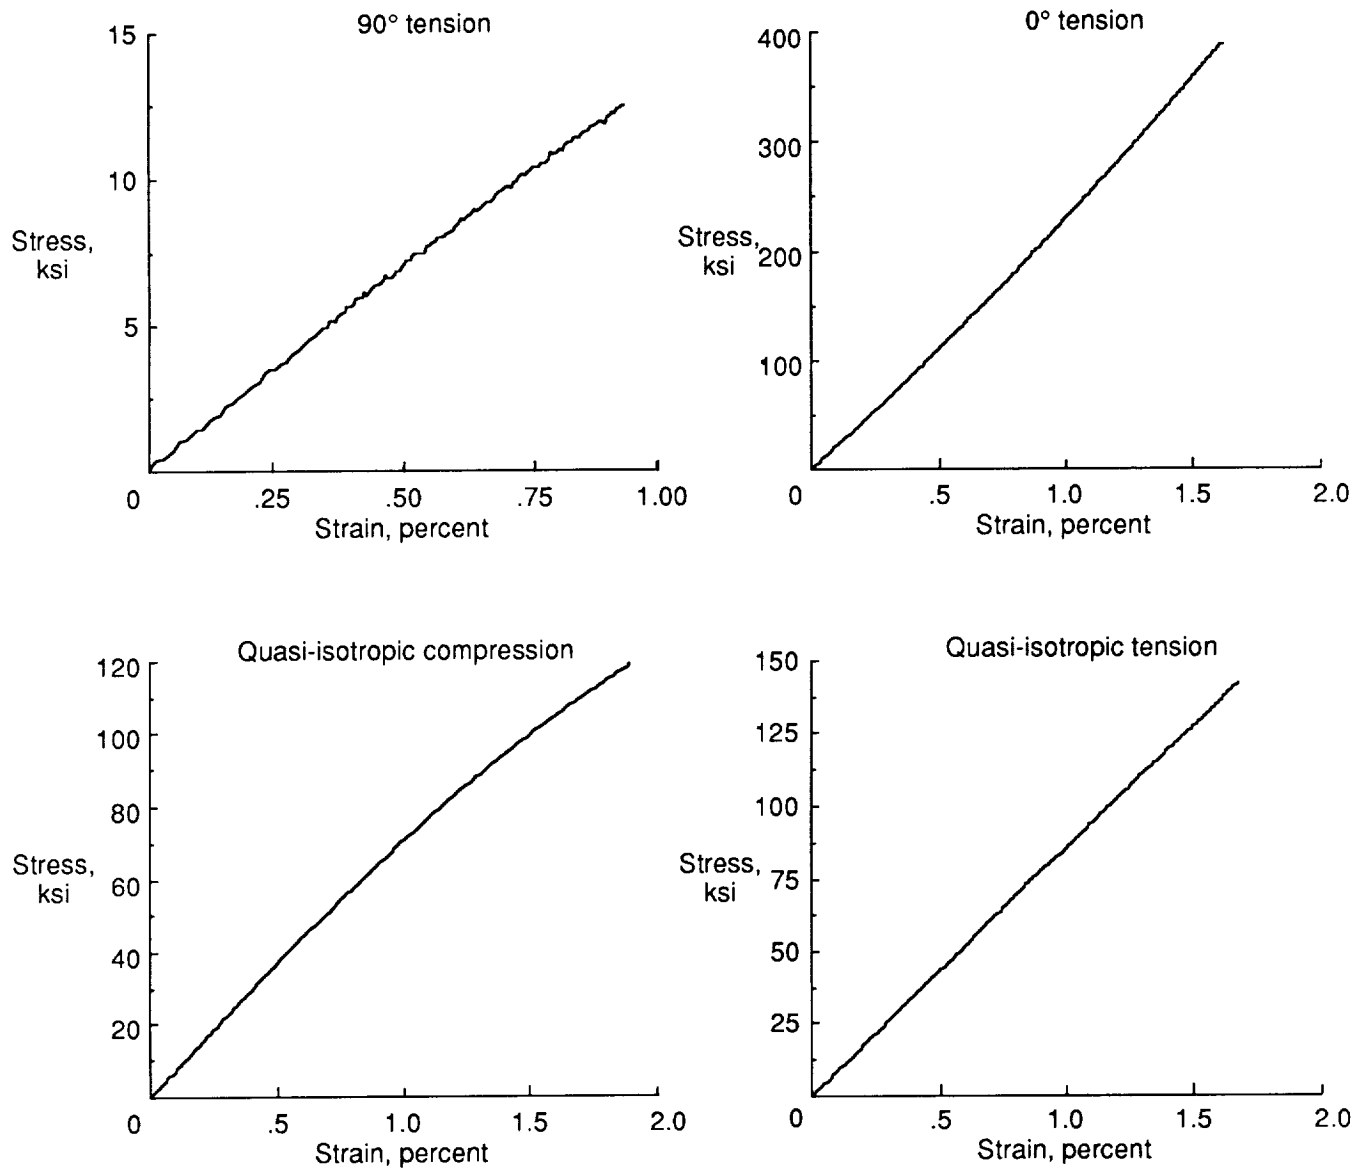 90° tension
15
10
5
Stress,
ksi
0 .25 .50 .75 1.00
Strain, percent
0° tension
400
300
200
100
Stress,
ksi
0 .5 1.0 1.5 2.0
Strain, percent
Quasi-isotropic compression
120
100
80
60
40
20
Stress,
ksi
0 .5 1.0 1.5 2.0
Strain, percent
Quasi-isotropic tension
150
125
100
75
50
25
Stress,
ksi
0 .5 1.0 1.5 2.0
Strain, percent